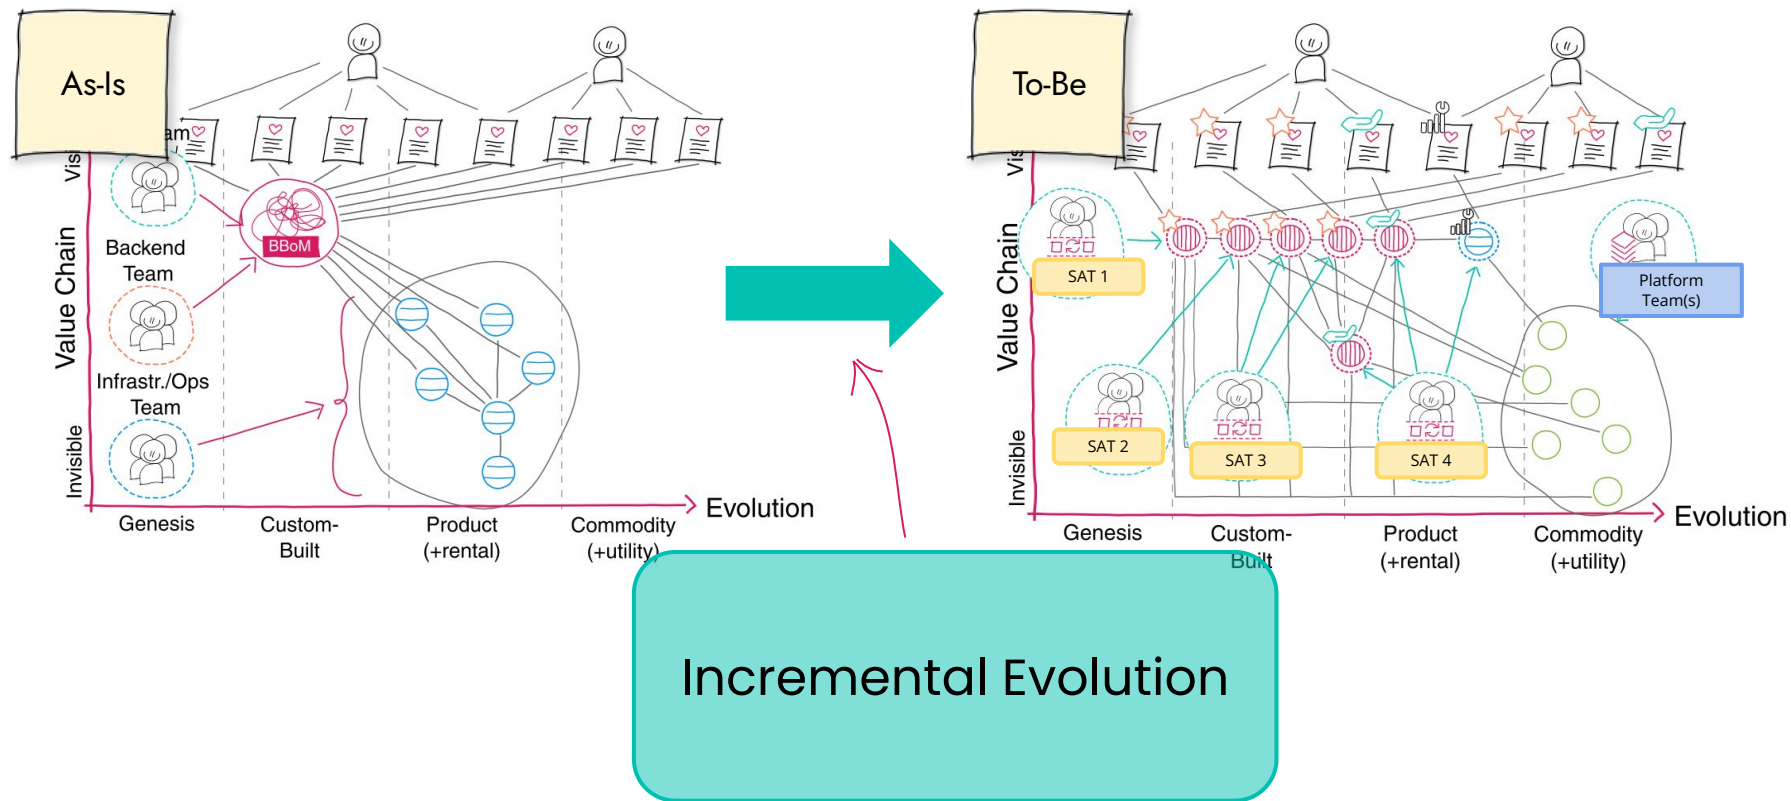 As-Is
am
Visi
Value Chain
Invisible
Backend
Team
Infrastr./Ops
Team
BBoM
Genesis
Custom-
Built
Product
(+rental)
Commodity
(+utility)
Evolution
To-Be
Vis
Value Chain
Invisible
SAT 1
SAT 2
SAT 3
SAT 4
Platform
Team(s)
Genesis
Custom-
Built
Product
(+rental)
Commodity
(+utility)
Evolution
Incremental Evolution